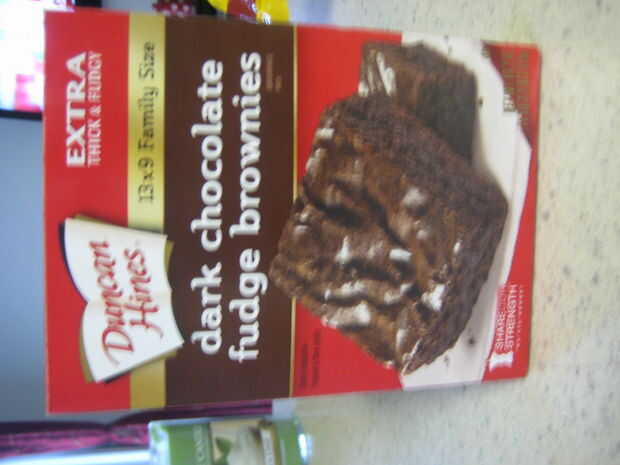 EXTRA
THICK & FUDGY
13x9 Family Size
Duncan
Hines
dark chocolate
fudge brownies
SHARE
STRENGTH